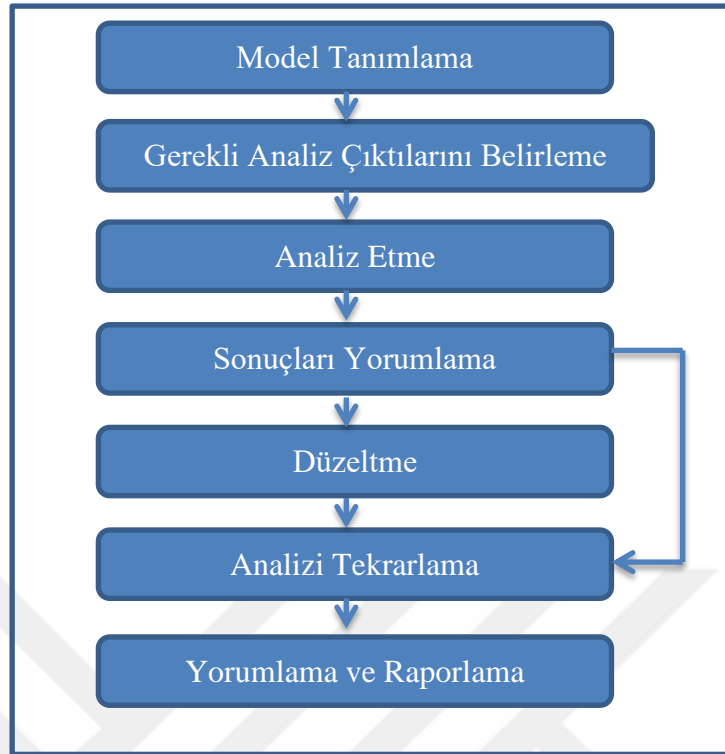 Model Tanımlama
Gerekli Analiz Çıktılarını Belirleme
Analiz Etme
Sonuçları Yorumlama
Düzeltme
Analizi Tekrarlama
Yorumlama ve Raporlama